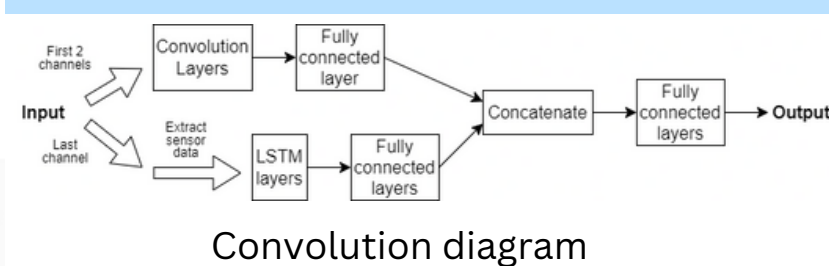 First 2
channels
Convolution
Layers
Fully
connected
layer
Input
Last
channel
Extract
sensor
data
LSTM
layers
Fully
connected
layers
Concatenate
Fully
connected
layers
Output
Convolution diagram